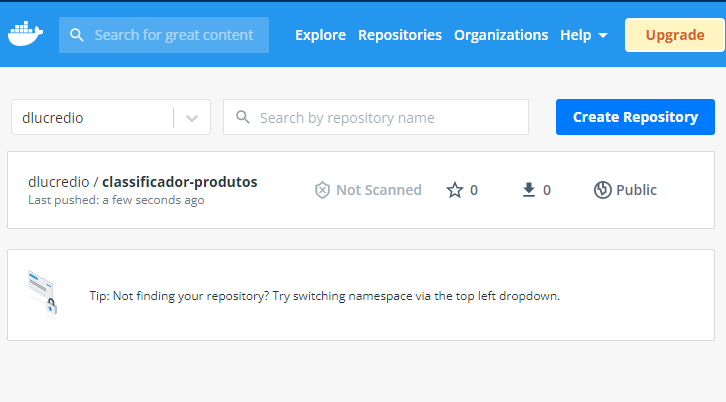 Search for great content Explore Repositories Organizations Help Upgrade
dlucredio Search by repository name Create Repository
dlucredio / classificador-produtos Not Scanned 0 0 Public
Last pushed: a few seconds ago
Tip: Not finding your repository? Try switching namespace via the top left dropdown.